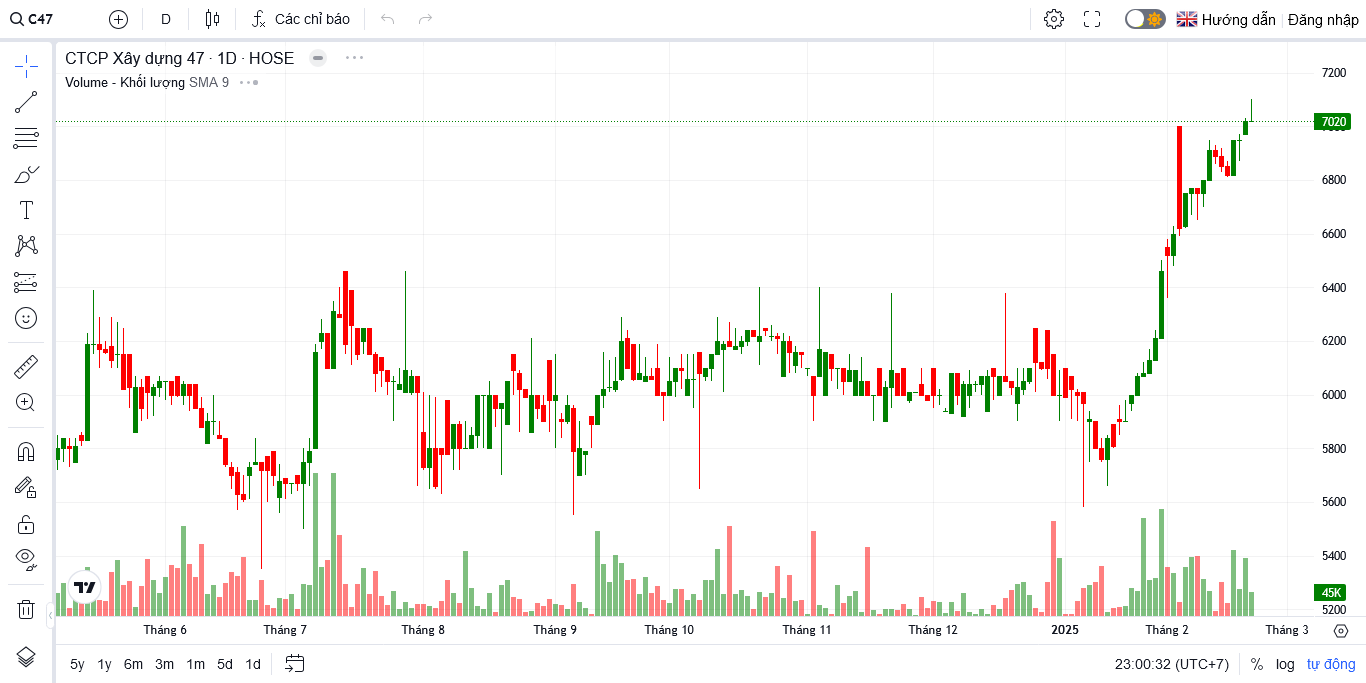 C47 D Các chỉ báo Hướng dẫn Đăng nhập
CTCP Xây dựng 47 · 1D · HOSE
Volume - Khối lượng SMA 9
7200
7020
7000
6800
6600
6400
6200
6000
5800
5600
5400
45K
5200
Tháng 6 Tháng 7 Tháng 8 Tháng 9 Tháng 10 Tháng 11 Tháng 12 2025 Tháng 2 Tháng 3
5y 1y 6m 3m 1m 5d 1d 23:00:32 (UTC+7) % log tự động